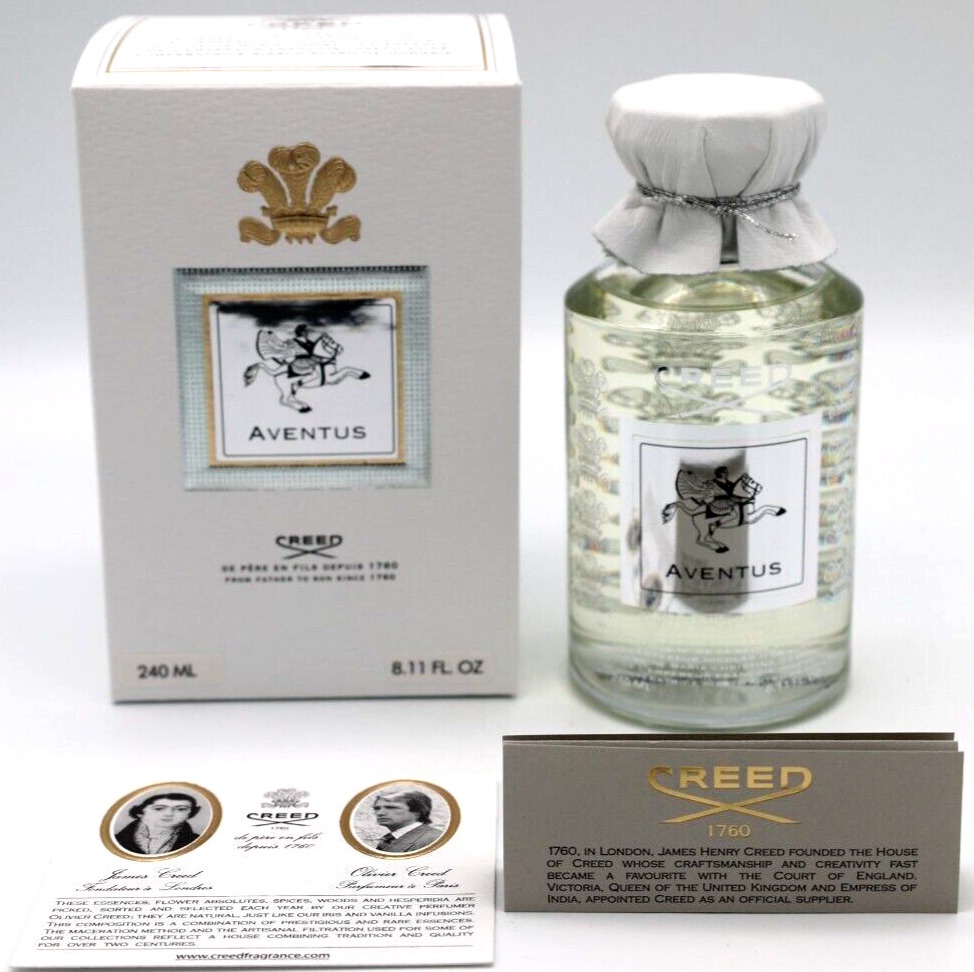 CREED
AVENTUS
CREED
DE PÈRE EN FILS DEPUIS 1760
FROM FATHER TO SON SINCE 1760
240 ML
8.11 FL. OZ
CREED
AVENTUS
CREED
1760
de père en fils
depuis 1760
James Creed
Fondateur à Londres
Olivier Creed
Parfumeur à Paris
THESE ESSENCES, FLOWER ABSOLUTES, SPICES, WOODS AND HESPERIDIA ARE
PICKED, SORTED AND SELECTED EACH YEAR BY OUR CREATIVE PERFUMER
OLIVIER CREED; THEY ARE NATURAL, JUST LIKE OUR IRIS AND VANILLA INFUSIONS.
THIS COMPOSITION IS A COMBINATION OF PRESTIGIOUS AND RARE ESSENCES.
THE MACERATION METHOD AND THE ARTISANAL FILTRATION USED FOR SOME OF
OUR COLLECTIONS REFLECT A HOUSE COMBINING TRADITION AND QUALITY
FOR OVER TWO CENTURIES.
www.creedfragrance.com
CREED
1760
1760, IN LONDON, JAMES HENRY CREED FOUNDED THE HOUSE
OF CREED WHOSE CRAFTSMANSHIP AND CREATIVITY FAST
BECAME A FAVOURITE WITH THE COURT OF ENGLAND.
VICTORIA, QUEEN OF THE UNITED KINGDOM AND EMPRESS OF
INDIA, APPOINTED CREED AS AN OFFICIAL SUPPLIER.